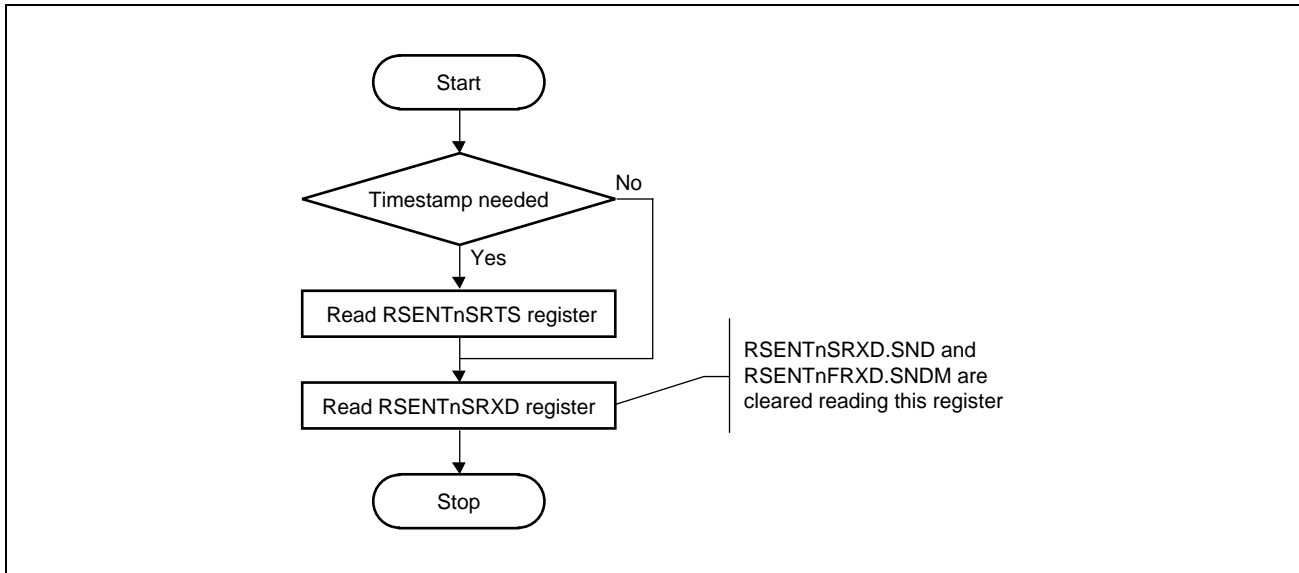 Start
Timestamp needed
No
Yes
Read RSENTnSRTS register
RSENTnSRXD.SND and
RSENTnFRXD.SNDM are
cleared reading this register
Read RSENTnSRXD register
Stop